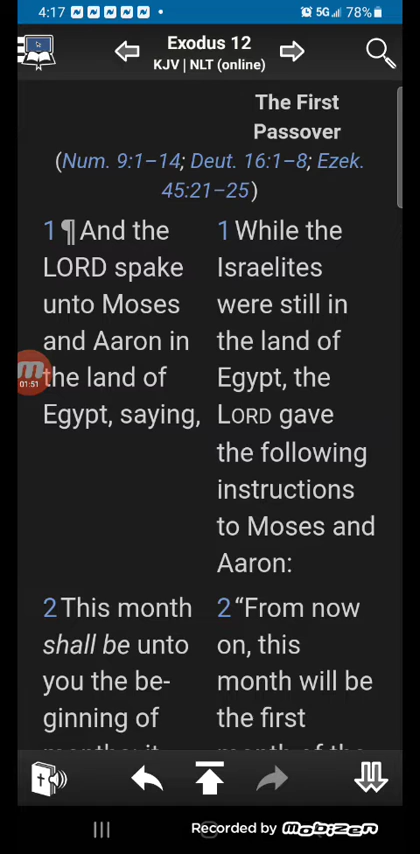 4:17 5G 78%
Exodus 12
KJV | NLT (online)
The First
Passover
(Num. 9:1–14; Deut. 16:1–8; Ezek.
45:21–25)
1 ¶ And the
LORD spake
unto Moses
and Aaron in
the land of
Egypt, saying,
1 While the
Israelites
were still in
the land of
Egypt, the
LORD gave
the following
instructions
to Moses and
Aaron:
01:51
2 This month
shall be unto
you the be-
ginning of
2 “From now
on, this
month will be
the first
month of the
Recorded by mobizen